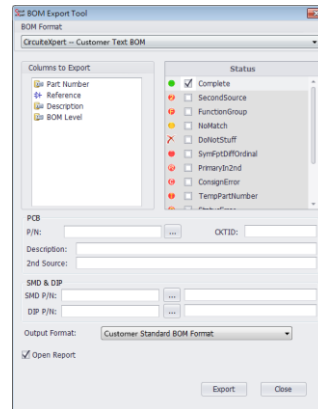 BOM Export Tool
BOM Format
CircuiteXpert -- Customer Text BOM
Columns to Export
Part Number
Reference
Description
BOM Level
Status
Complete
SecondSource
FunctionGroup
NoMatch
DoNotStuff
SymFptDiffOrdinal
PrimaryIn2nd
ConsignError
TempPartNumber
PCB
P/N:
...
OKTID:
Description:
2nd Source:
SMD & DIP
SMD P/N:
...
DIP P/N:
...
Output Format:
Customer Standard BOM Format
Open Report
Export
Close